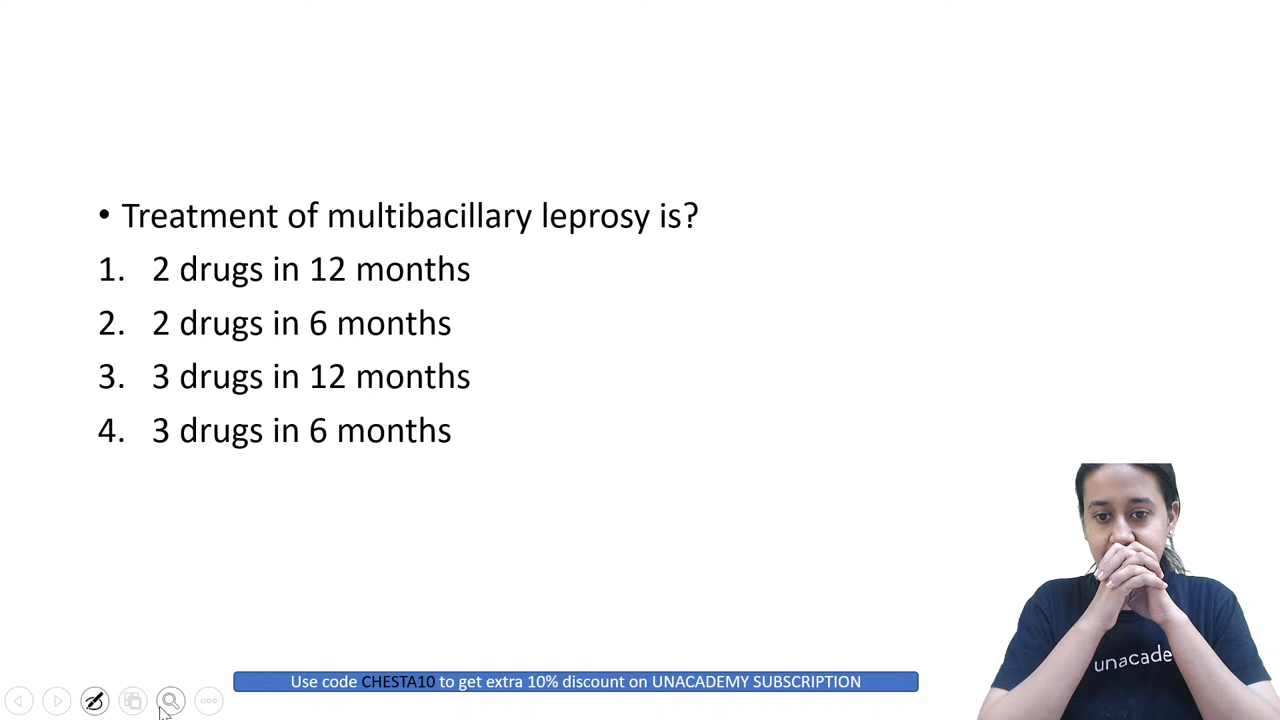 • Treatment of multibacillary leprosy is?
1. 2 drugs in 12 months
2. 2 drugs in 6 months
3. 3 drugs in 12 months
4. 3 drugs in 6 months
unacade
Use code CHESTA10 to get extra 10% discount on UNACADEMY SUBSCRIPTION